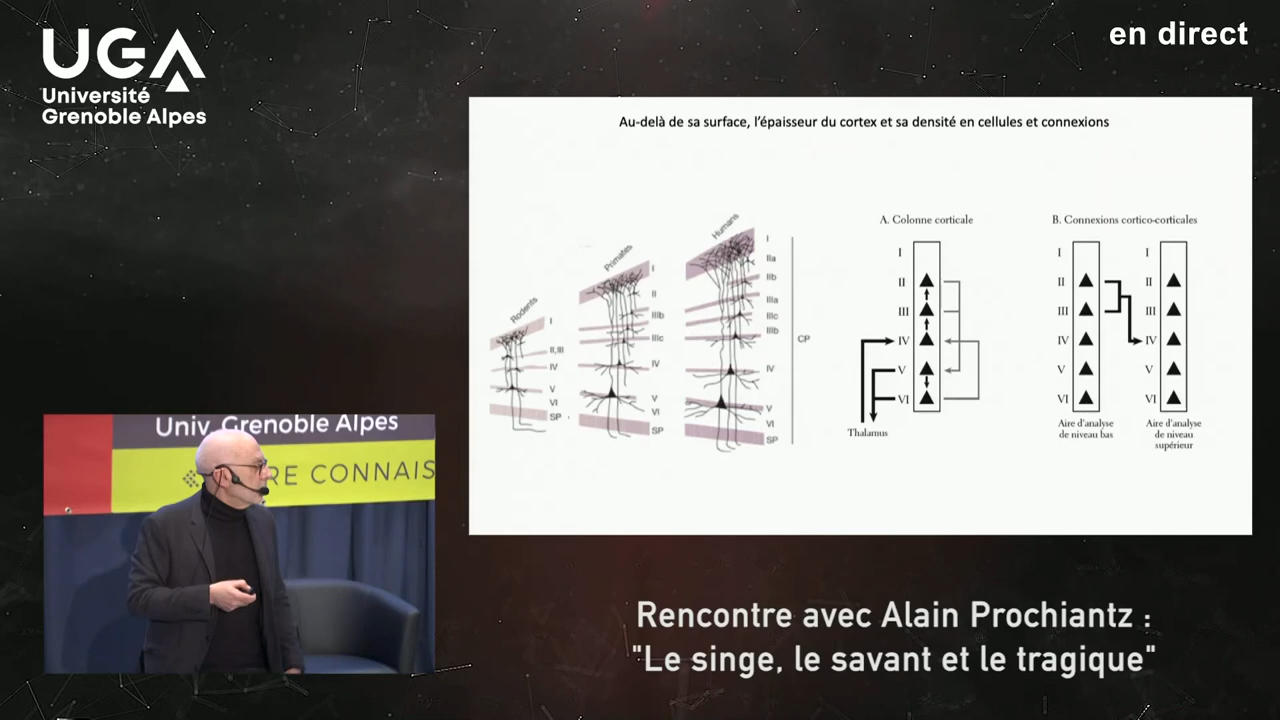 UGA
Université
Grenoble Alpes
en direct
Au-delà de sa surface, l'épaisseur du cortex et sa densité en cellules et connexions
Rodents
I
II,III
IV
V
VI
SP
Primates
I
II
IIIb
IIIc
IV
V
VI
SP
Humans
I
IIa
IIb
IIIa
IIIc
IIIb
IV
V
VI
SP
CP
A. Colonne corticale
I
II
III
IV
V
VI
Thalamus
B. Connexions cortico-corticales
I
II
III
IV
V
VI
Aire d'analyse
de niveau bas
I
II
III
IV
V
VI
Aire d'analyse
de niveau
supérieur
Univ. Grenoble Alpes
RE CONNAIS
Rencontre avec Alain Prochiantz :
"Le singe, le savant et le tragique"